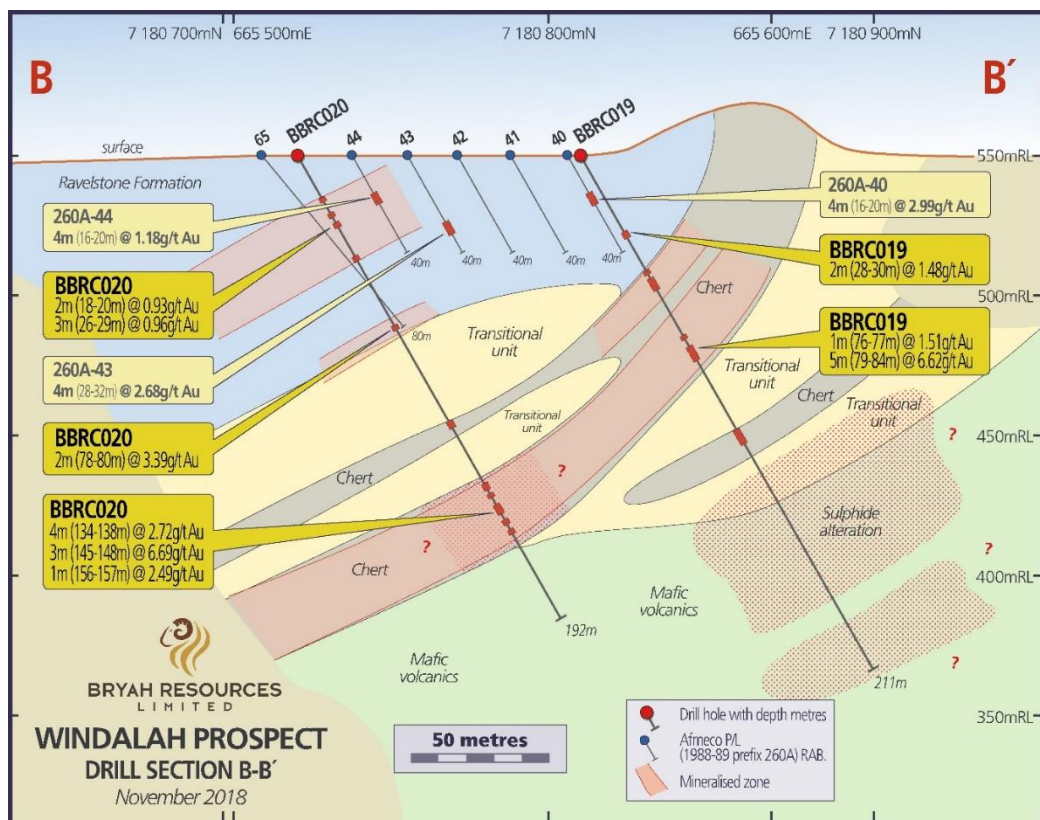 7 180 700mN
665 500mE
7 180 800mN
665 600mE
7 180 900mN
B
B´
65
BBRC020
44
43
42
41
40
BBRC019
surface
550mRL
Ravelstone Formation
260A-44
4m (16-20m) @ 1.18g/t Au
BBRC020
2m (18-20m) @ 0.93g/t Au
3m (26-29m) @ 0.96g/t Au
260A-43
4m (28-32m) @ 2.68g/t Au
BBRC020
2m (78-80m) @ 3.39g/t Au
BBRC020
4m (134-138m) @ 2.72g/t Au
3m (145-148m) @ 6.69g/t Au
1m (156-157m) @ 2.49g/t Au
260A-40
4m (16-20m) @ 2.99g/t Au
BBRC019
2m (28-30m) @ 1.48g/t Au
BBRC019
1m (76-77m) @ 1.51g/t Au
5m (79-84m) @ 6.62g/t Au
40m
40m
40m
40m
40m
80m
500mRL
450mRL
400mRL
350mRL
Transitional
unit
Transitional
unit
Chert
Transitional
unit
Chert
Transitional
unit
Chert
Chert
?
?
?
?
?
Sulphide
alteration
Mafic
volcanics
Mafic
volcanics
192m
211m
BRYAH RESOURCES
LIMITED
WINDALAH PROSPECT
DRILL SECTION B-B´
November 2018
50 metres
Drill hole with depth metres
Afmeco P/L
(1988-89 prefix 260A) RAB.
Mineralised zone